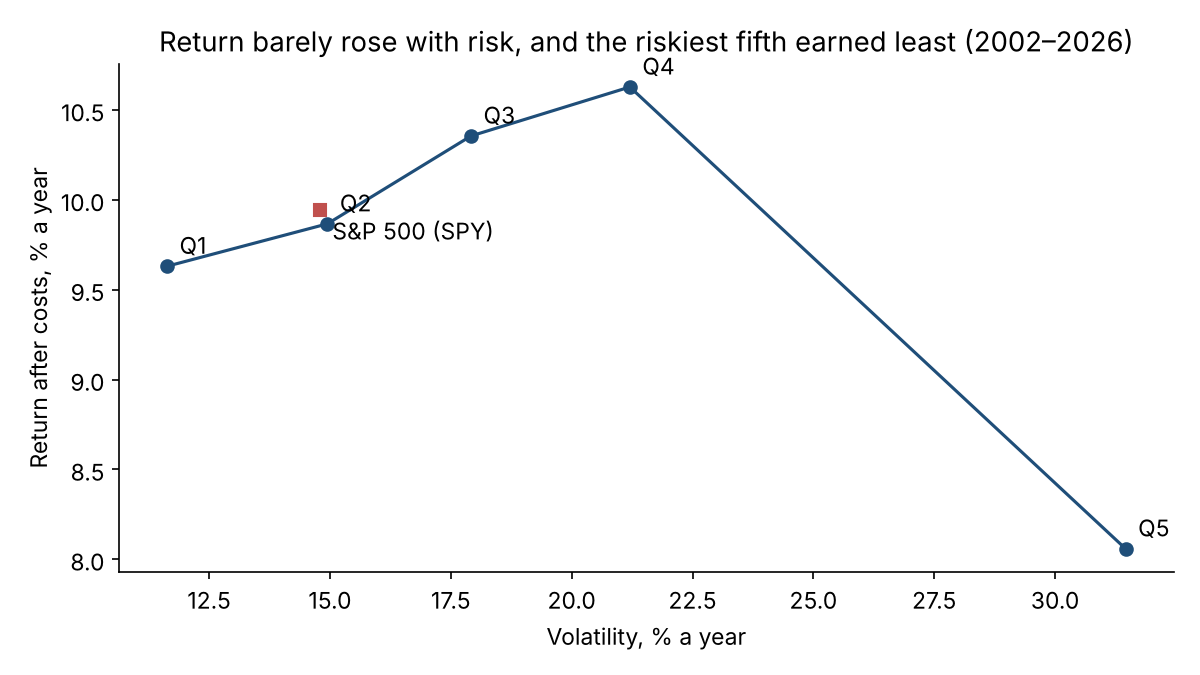 Return barely rose with risk, and the riskiest fifth earned least (2002–2026)
Return after costs, % a year
10.5
10.0
9.5
9.0
8.5
8.0
Q1
Q2
S&P 500 (SPY)
Q3
Q4
Q5
12.5
15.0
17.5
20.0
22.5
25.0
27.5
30.0
Volatility, % a year